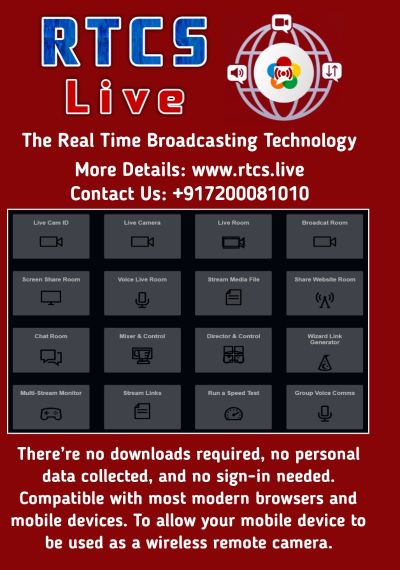 RTCS
Live
The Real Time Broadcasting Technology
More Details: www.rtcs.live
Contact Us: +917200081010
Live Cam ID
Live Camera
Live Room
Broadcat Room
Screen Share Room
Voice Live Room
Stream Media File
Share Website Room
Chat Room
Mixer & Control
Director & Control
Wizard Link
Generator
Multi-Stream Monitor
Stream Links
Run a Speed Test
Group Voice Comms
There're no downloads required, no personal
data collected, and no sign-in needed.
Compatible with most modern browsers and
mobile devices. To allow your mobile device to
be used as a wireless remote camera.